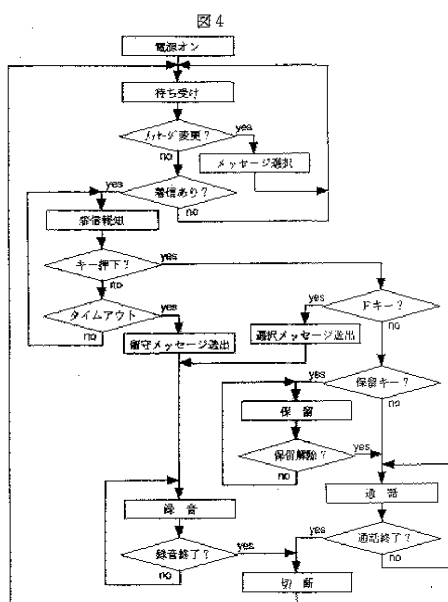 図4
電源オン
待ち受け
メッセージ変更?
yes
no
メッセージ選択
yes
着信あり?
no
着信報知
キー押下?
yes
no
タイムアウト
yes
no
留守メッセージ送出
Fキー?
yes
no
選択メッセージ送出
yes
保留キー?
no
保 留
保留解除?
yes
no
通 話
録 音
yes
通話終了?
no
録音終了?
yes
no
切 断